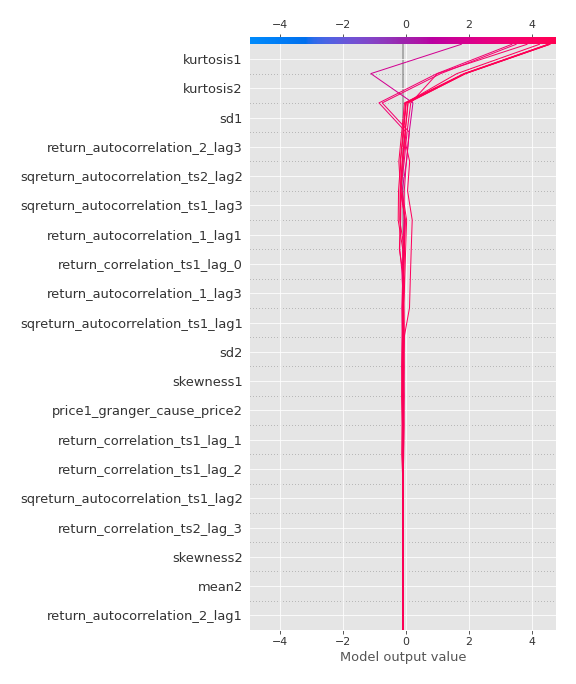 −4 −2 0 2 4
kurtosis1
kurtosis2
sd1
return_autocorrelation_2_lag3
sqreturn_autocorrelation_ts2_lag2
sqreturn_autocorrelation_ts1_lag3
return_autocorrelation_1_lag1
return_correlation_ts1_lag_0
return_autocorrelation_1_lag3
sqreturn_autocorrelation_ts1_lag1
sd2
skewness1
price1_granger_cause_price2
return_correlation_ts1_lag_1
return_correlation_ts1_lag_2
sqreturn_autocorrelation_ts1_lag2
return_correlation_ts2_lag_3
skewness2
mean2
return_autocorrelation_2_lag1
−4 −2 0 2 4
Model output value